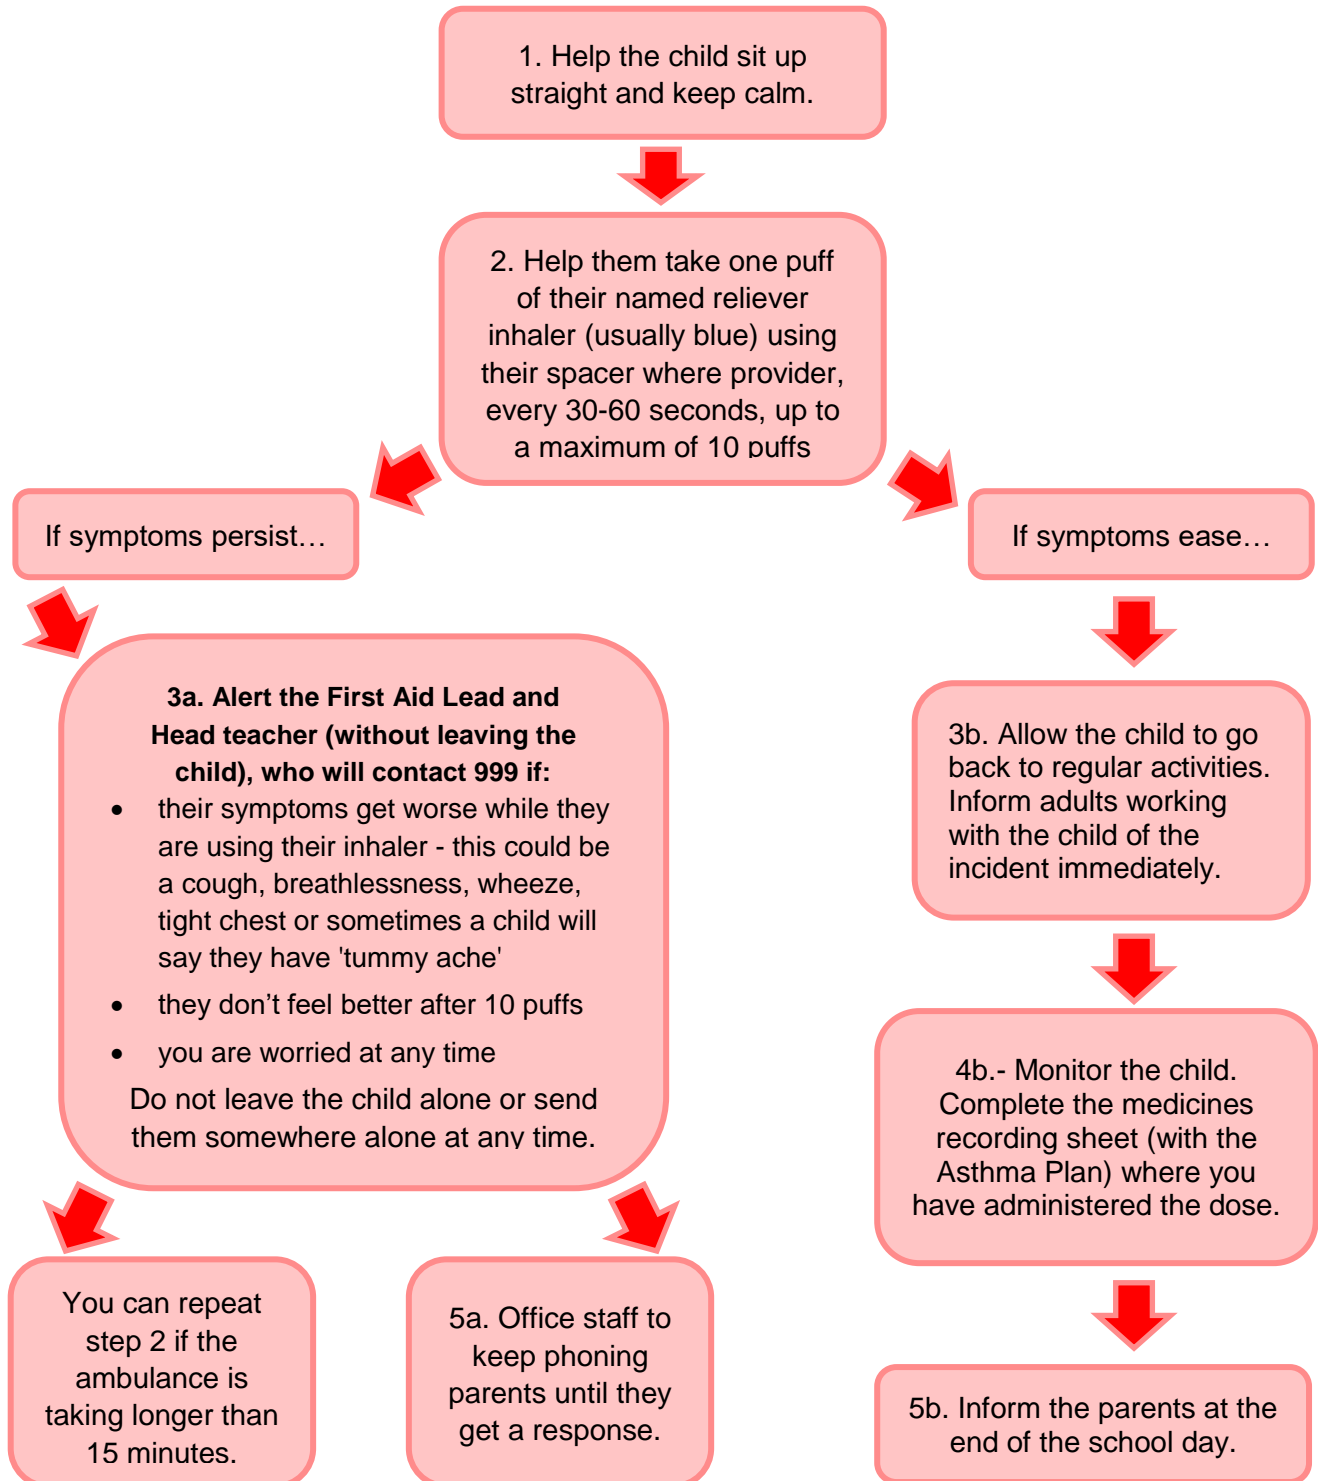 1. Help the child sit up
straight and keep calm.
2. Help them take one puff
of their named reliever
inhaler (usually blue) using
their spacer where provider,
every 30-60 seconds, up to
a maximum of 10 puffs
If symptoms persist…
If symptoms ease…
3a. Alert the First Aid Lead and
Head teacher (without leaving the
child), who will contact 999 if:
• their symptoms get worse while they
are using their inhaler - this could be
a cough, breathlessness, wheeze,
tight chest or sometimes a child will
say they have 'tummy ache'
• they don’t feel better after 10 puffs
• you are worried at any time
Do not leave the child alone or send
them somewhere alone at any time.
3b. Allow the child to go
back to regular activities.
Inform adults working
with the child of the
incident immediately.
4b.- Monitor the child.
Complete the medicines
recording sheet (with the
Asthma Plan) where you
have administered the dose.
You can repeat
step 2 if the
ambulance is
taking longer than
15 minutes.
5a. Office staff to
keep phoning
parents until they
get a response.
5b. Inform the parents at the
end of the school day.